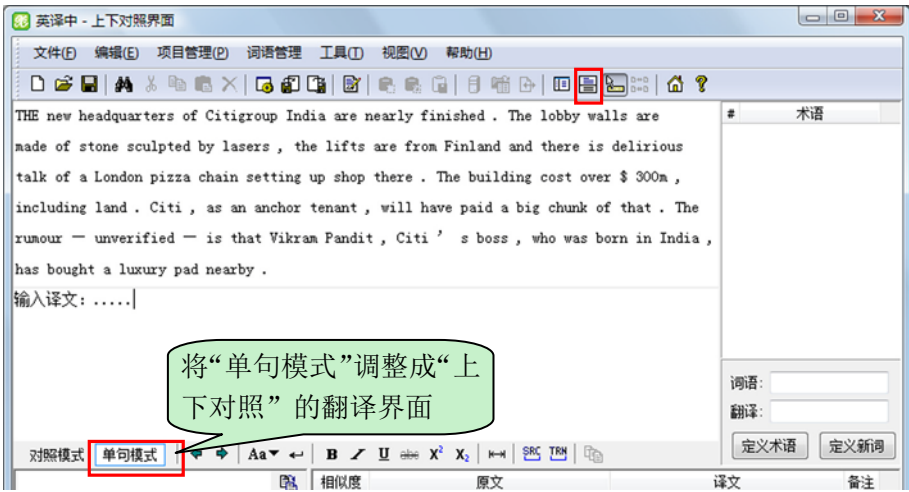 英译中 - 上下对照界面
文件(F) 编辑(E) 项目管理(P) 词语管理 工具(T) 视图(V) 帮助(H)
THE new headquarters of Citigroup India are nearly finished . The lobby walls are
made of stone sculpted by lasers , the lifts are from Finland and there is delirious
talk of a London pizza chain setting up shop there . The building cost over $ 300m ,
including land . Citi , as an anchor tenant , will have paid a big chunk of that . The
rumour — unverified — is that Vikram Pandit , Citi ’ s boss , who was born in India ,
has bought a luxury pad nearby .
# 术语
输入译文: .....
将“单句模式”调整成“上
下对照”的翻译界面
词语:
翻译:
定义术语 定义新词
对照模式 单句模式 Aa B I U abc X² X₂ SRC TRN
相似度 原文 译文 备注